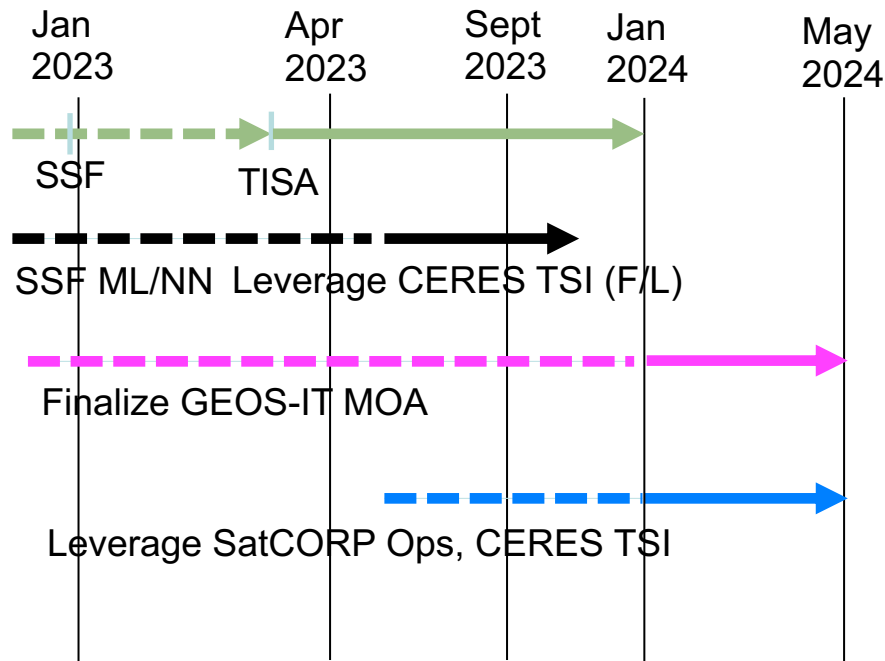 Jan 2023
Apr 2023
Sept 2023
Jan 2024
May 2024
SSF
TISA
SSF ML/NN
Leverage CERES TSI (F/L)
Finalize GEOS-IT MOA
Leverage SatCORP Ops, CERES TSI